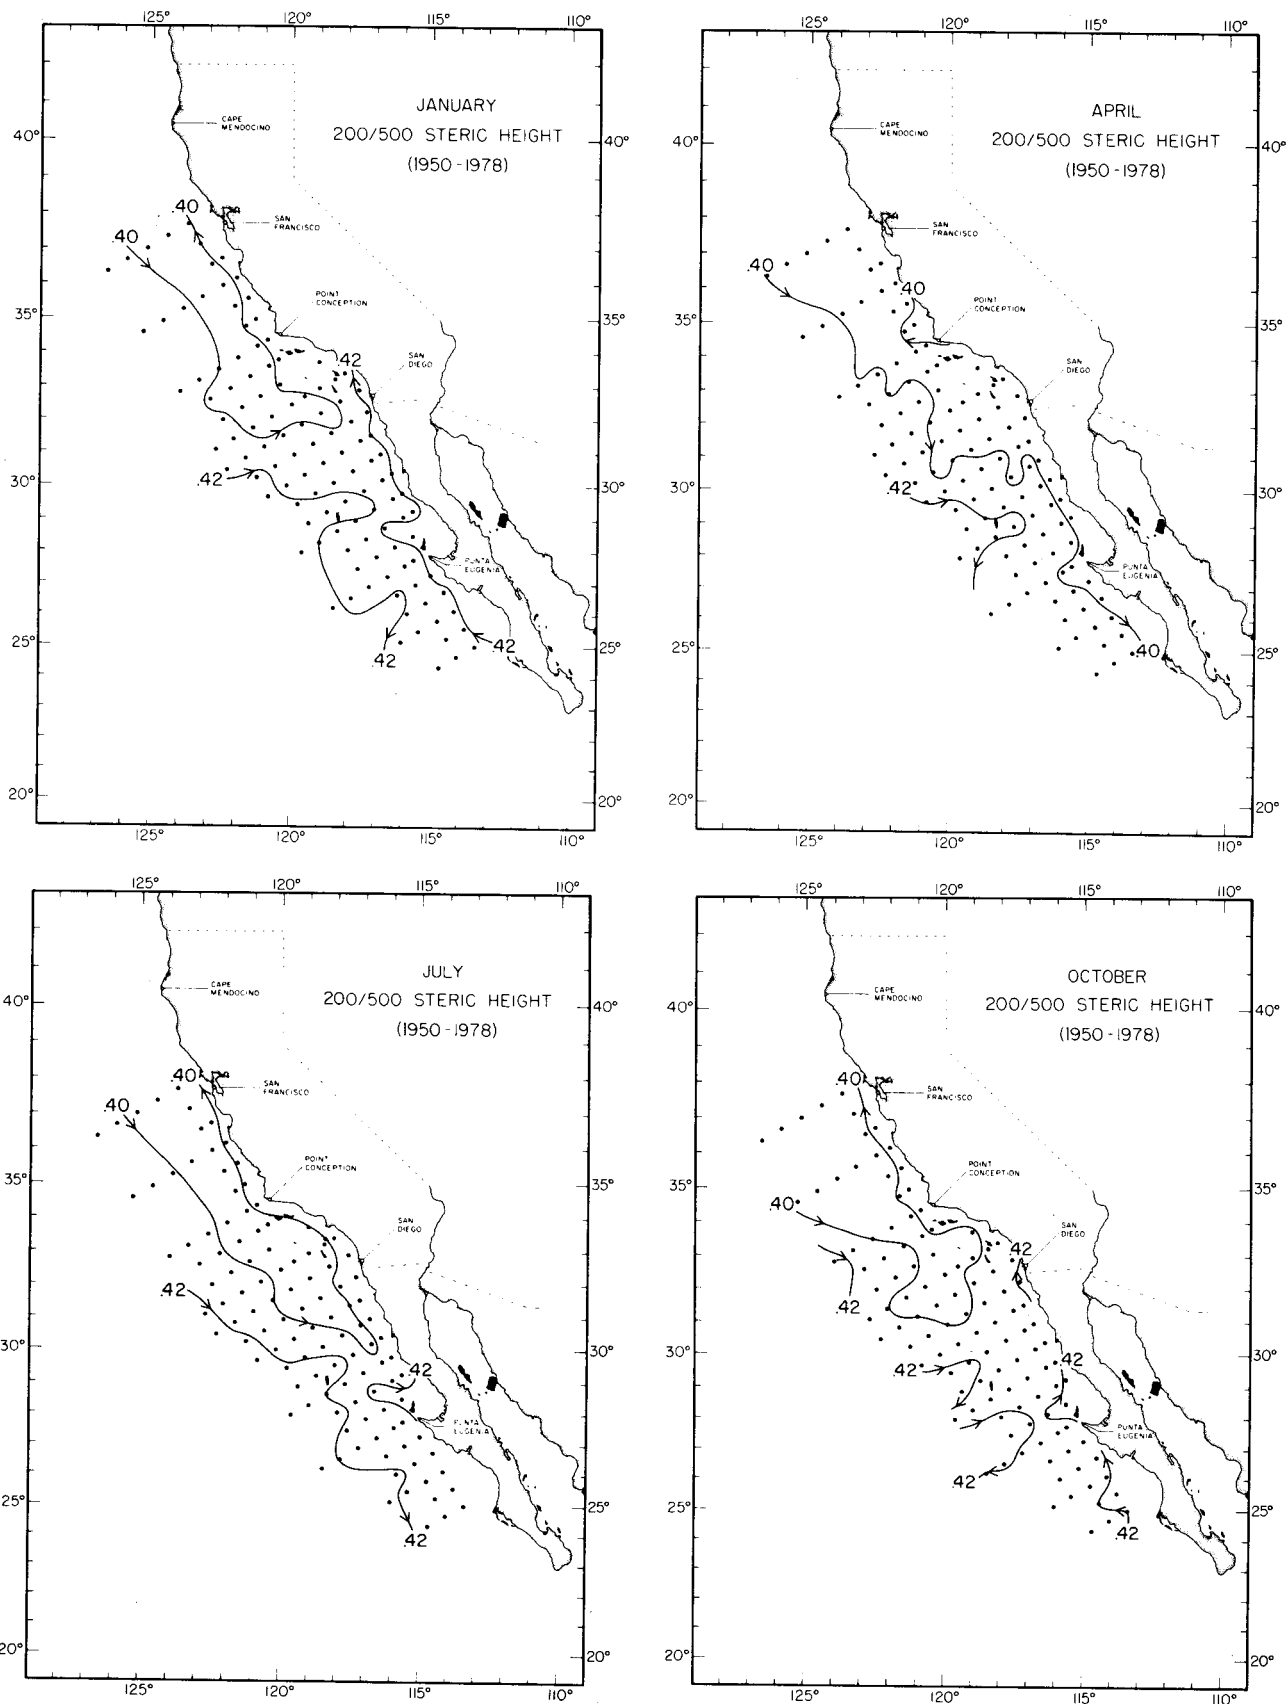 125°
120°
115°
110°
JANUARY
200/500 STERIC HEIGHT
(1950-1978)
CAPE
MENDOCINO
40°
40°
.40
SAN
FRANCISCO
.40
POINT
CONCEPTION
35°
35°
.42
SAN
DIEGO
30°
.42
30°
PUNTA
EUGENIA
25°
.42
25°
.42
20°
20°
125°
120°
115°
110°
125°
120°
115°
110°
APRIL
200/500 STERIC HEIGHT
(1950-1978)
CAPE
MENDOCINO
40°
40°
SAN
FRANCISCO
.40
.40
POINT
CONCEPTION
35°
35°
SAN
DIEGO
30°
.42
30°
PUNTA
EUGENIA
25°
.40
25°
20°
20°
125°
120°
115°
110°
125°
120°
115°
110°
JULY
200/500 STERIC HEIGHT
(1950-1978)
CAPE
MENDOCINO
40°
40°
.40
SAN
FRANCISCO
.40
POINT
CONCEPTION
35°
35°
SAN
DIEGO
.42
30°
30°
.42
PUNTA
EUGENIA
25°
25°
.42
20°
20°
125°
120°
115°
110°
125°
120°
115°
110°
OCTOBER
200/500 STERIC HEIGHT
(1950-1978)
CAPE
MENDOCINO
40°
40°
.40
SAN
FRANCISCO
POINT
CONCEPTION
35°
35°
.40
SAN
DIEGO
.42
.42
30°
30°
.42
.42
PUNTA
EUGENIA
.42
25°
25°
.42
20°
20°
125°
120°
115°
110°